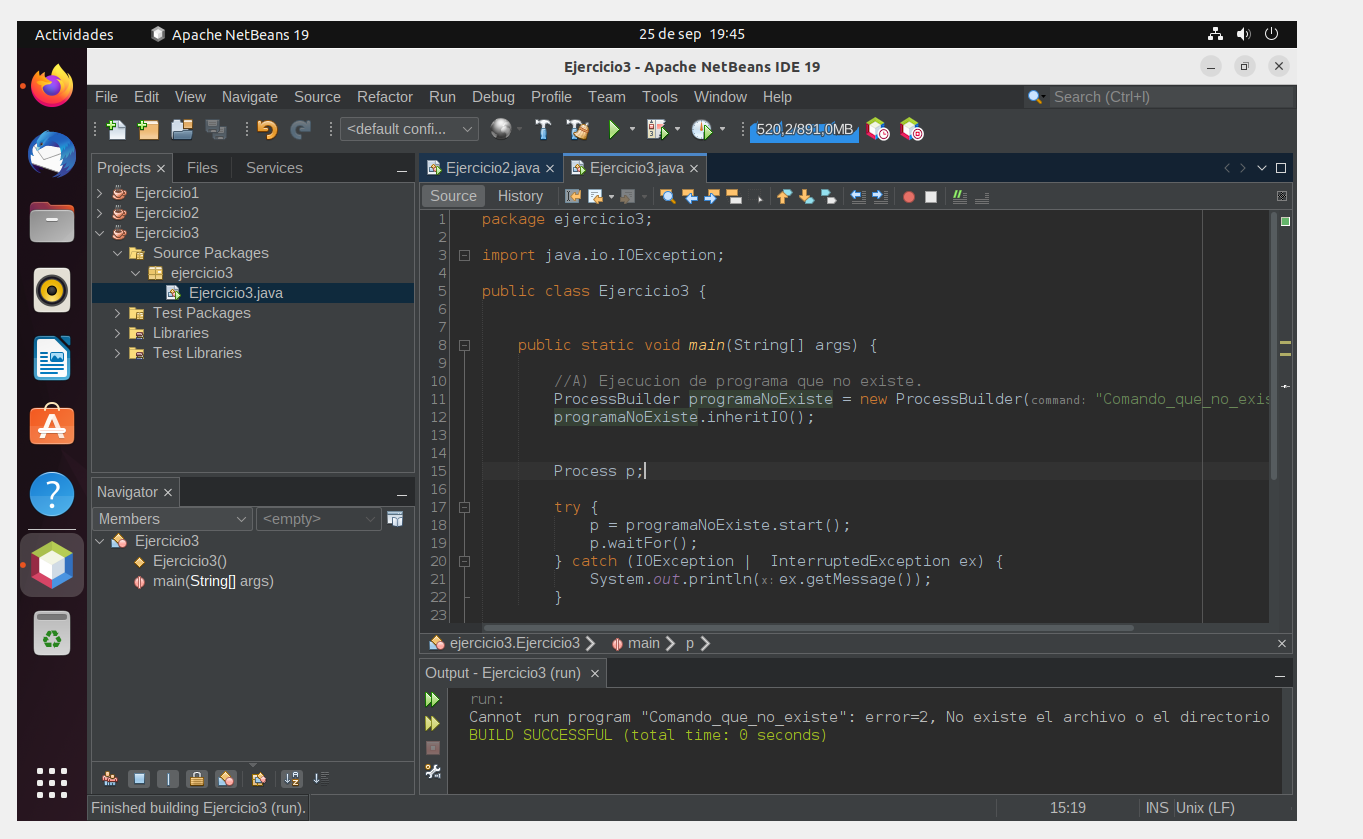 Actividades Apache NetBeans 19 25 de sep 19:45
Ejercicio3 - Apache NetBeans IDE 19
File Edit View Navigate Source Refactor Run Debug Profile Team Tools Window Help Search (Ctrl+I)
<default confi... 520,2/891,0MB
Projects Files Services
Ejercicio1
Ejercicio2
Ejercicio3
Source Packages
ejercicio3
Ejercicio3.java
Test Packages
Libraries
Test Libraries
Navigator
Members <empty>
Ejercicio3
Ejercicio3()
main(String[] args)
Ejercicio2.java Ejercicio3.java
Source History
1 package ejercicio3;
2
3 import java.io.IOException;
4
5 public class Ejercicio3 {
6
7
8 public static void main(String[] args) {
9
10 //A) Ejecucion de programa que no existe.
11 ProcessBuilder programaNoExiste = new ProcessBuilder(command: "Comando_que_no_exis
12 programaNoExiste.inheritIO();
13
14
15 Process p;
16
17 try {
18 p = programaNoExiste.start();
19 p.waitFor();
20 } catch (IOException | InterruptedException ex) {
21 System.out.println(x: ex.getMessage());
22 }
23
ejercicio3.Ejercicio3 main p
Output - Ejercicio3 (run)
run:
Cannot run program "Comando_que_no_existe": error=2, No existe el archivo o el directorio
BUILD SUCCESSFUL (total time: 0 seconds)
Finished building Ejercicio3 (run). 15:19 INS Unix (LF)